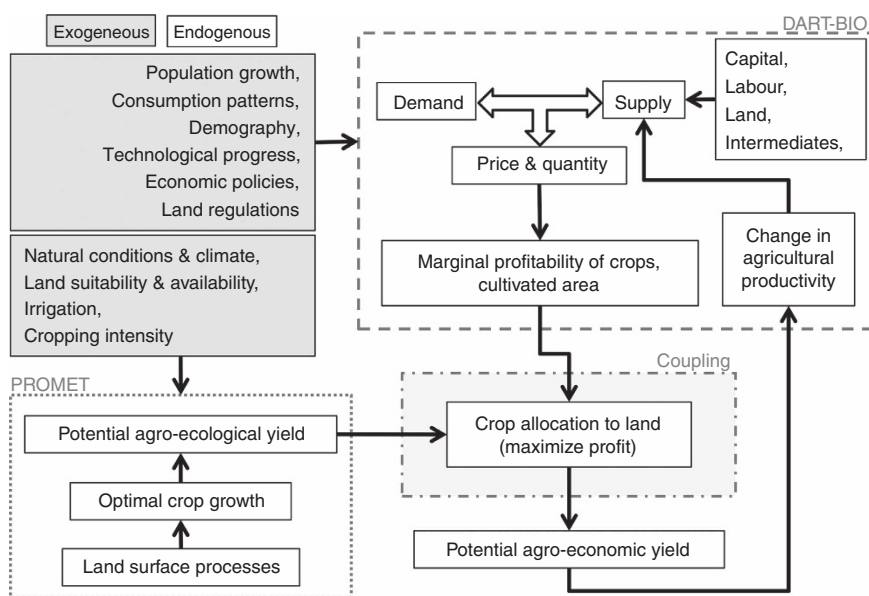 Exogeneous
Endogenous
DART-BIO
Population growth,
Consumption patterns,
Demography,
Technological progress,
Economic policies,
Land regulations
Natural conditions & climate,
Land suitability & availability,
Irrigation,
Cropping intensity
Demand
Supply
Capital,
Labour,
Land,
Intermediates,
Price & quantity
Marginal profitability of crops,
cultivated area
Change in
agricultural
productivity
Coupling
Crop allocation to land
(maximize profit)
PROMET
Potential agro-ecological yield
Optimal crop growth
Land surface processes
Potential agro-economic yield